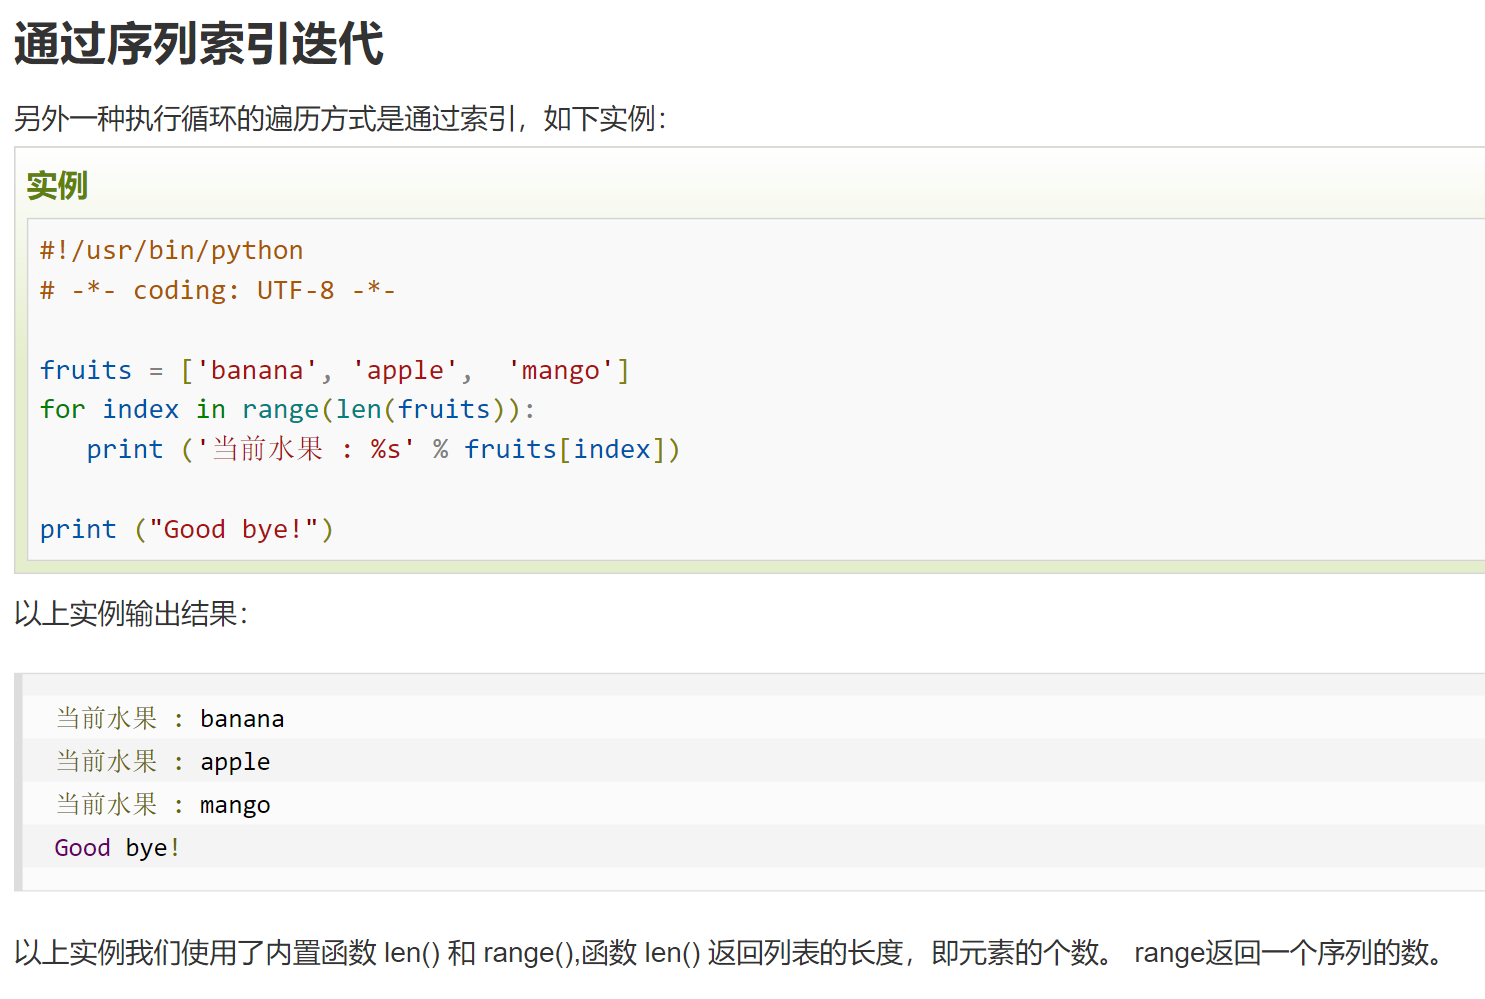 通过序列索引迭代
另外一种执行循环的遍历方式是通过索引，如下实例：
实例
#!/usr/bin/python
# -*- coding: UTF-8 -*-
fruits = ['banana', 'apple',  'mango']
for index in range(len(fruits)):
   print ('当前水果 : %s' % fruits[index])
print ("Good bye!")
以上实例输出结果：
当前水果 : banana
当前水果 : apple
当前水果 : mango
Good bye!
以上实例我们使用了内置函数 len() 和 range(),函数 len() 返回列表的长度，即元素的个数。 range返回一个序列的数。